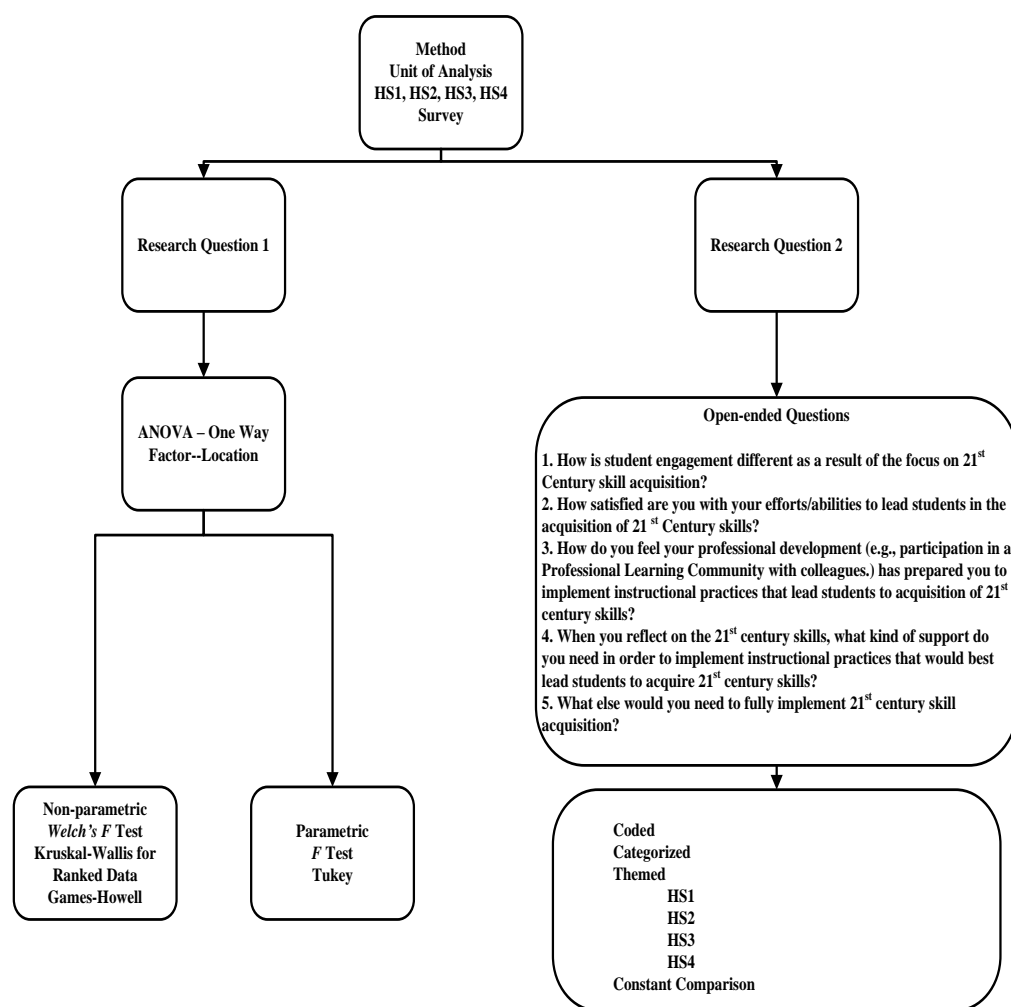 Method
Unit of Analysis
HS1, HS2, HS3, HS4
Survey
Research Question 1
Research Question 2
ANOVA – One Way
Factor--Location
Open-ended Questions
1. How is student engagement different as a result of the focus on 21st
Century skill acquisition?
2. How satisfied are you with your efforts/abilities to lead students in the
acquisition of 21 st Century skills?
3. How do you feel your professional development (e.g., participation in a
Professional Learning Community with colleagues.) has prepared you to
implement instructional practices that lead students to acquisition of 21st
century skills?
4. When you reflect on the 21st century skills, what kind of support do
you need in order to implement instructional practices that would best
lead students to acquire 21st century skills?
5. What else would you need to fully implement 21st century skill
acquisition?
Non-parametric
Welch's F Test
Kruskal-Wallis for
Ranked Data
Games-Howell
Parametric
F Test
Tukey
Coded
Categorized
Themed
HS1
HS2
HS3
HS4
Constant Comparison